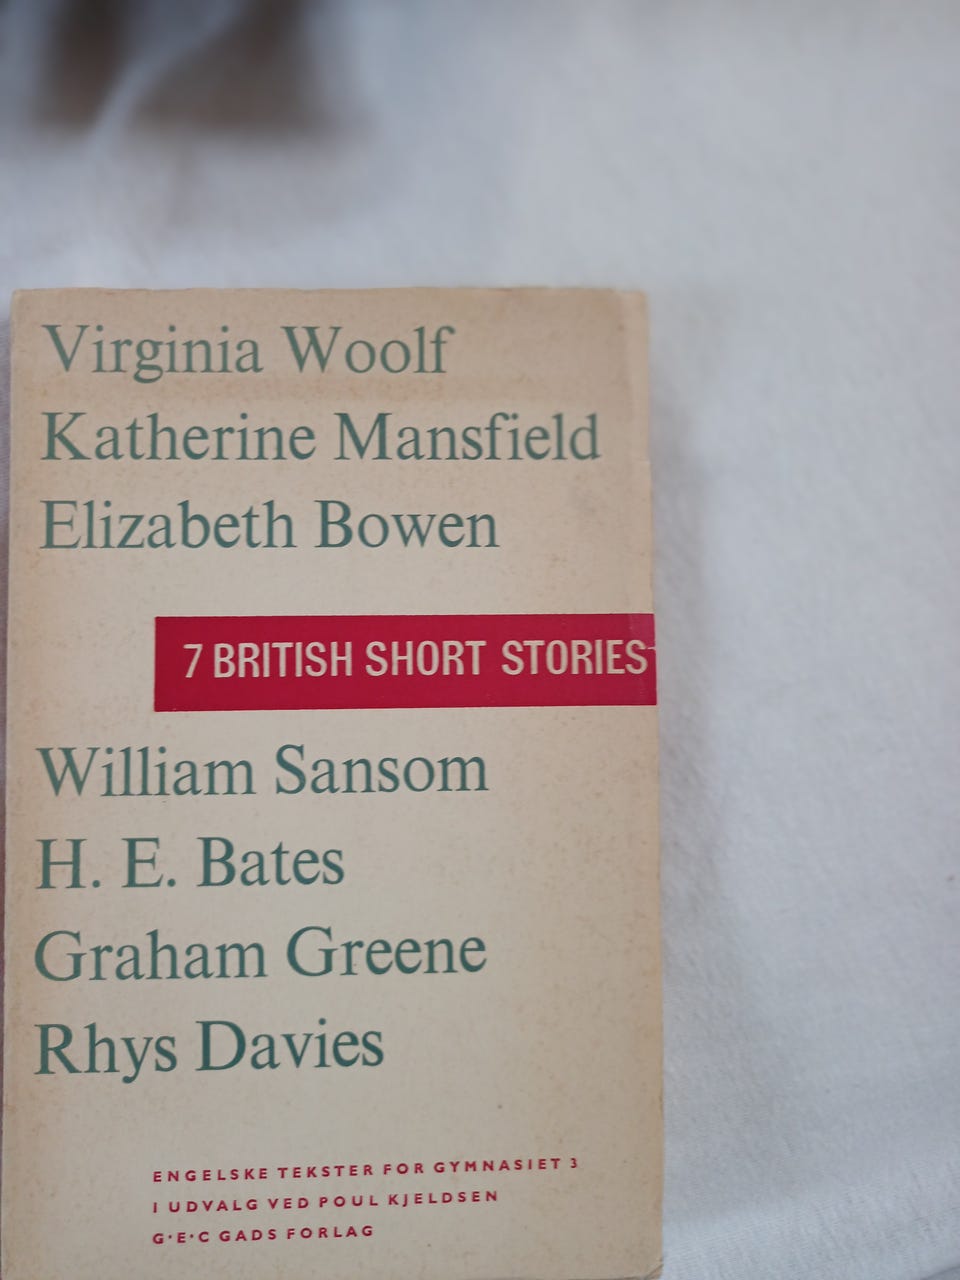 Virginia Woolf
Katherine Mansfield
Elizabeth Bowen
7 BRITISH SHORT STORIES
William Sansom
H. E. Bates
Graham Greene
Rhys Davies
ENGELSKE TEKSTER FOR GYMNASIET 3
I UDVALG VED POUL KJELDSEN
G·E·C GADS FORLAG